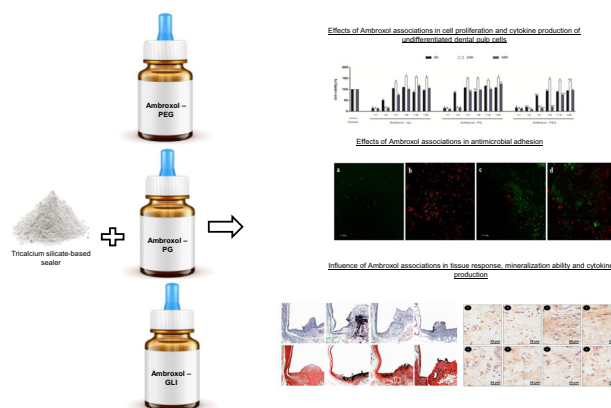 Ambroxol -
PEG
Tricalcium silicate-based
sealer
Ambroxol –
PG
Ambroxol –
GLI
Effects of Ambroxol associations in cell proliferation and cytokine production of
undifferentiated dental pulp cells
Effects of Ambroxol associations in antimicrobial adhesion
a
b
c
d
Influence of Ambroxol associations in tissue response, mineralization ability and cytokine
production